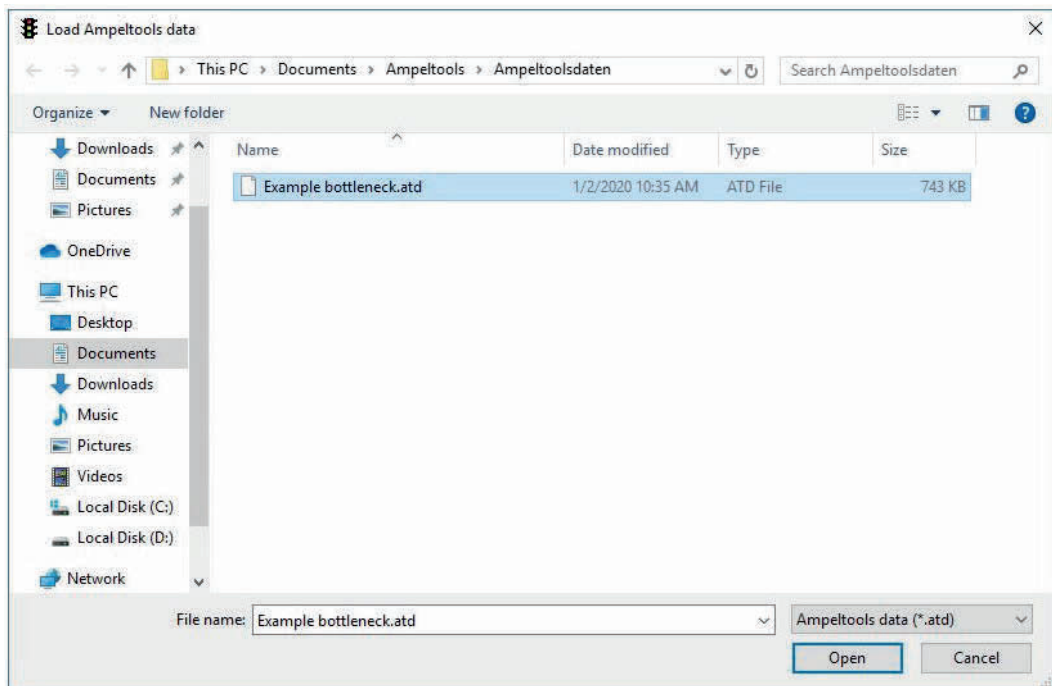 Load Ampeltools data
This PC > Documents > Ampeltools > Ampeltoolsdaten
Search Ampeltoolsdaten
Organize
New folder
Downloads
Documents
Pictures
OneDrive
This PC
Desktop
Documents
Downloads
Music
Pictures
Videos
Local Disk (C:)
Local Disk (D:)
Network
Name Date modified Type Size
Example bottleneck.atd 1/2/2020 10:35 AM ATD File 743 KB
File name: Example bottleneck.atd
Ampeltools data (*.atd)
Open Cancel